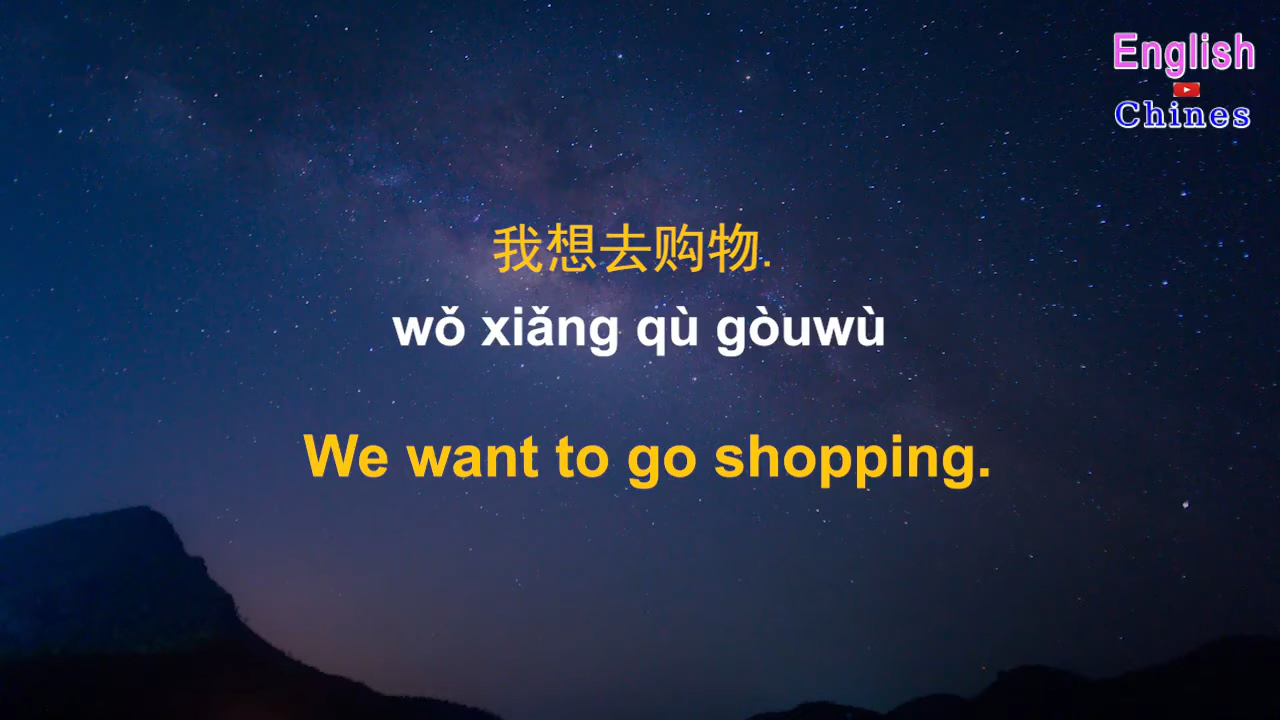 English
Chines
我想去购物.
wǒ xiǎng qù gòuwù
We want to go shopping.